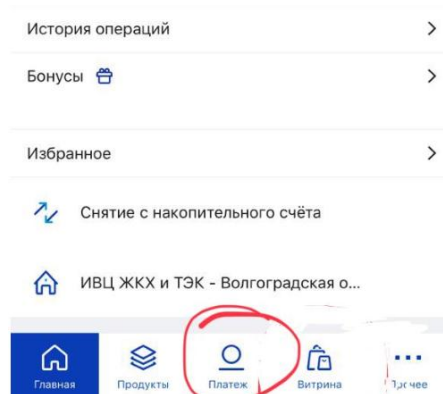 История операций
Бонусы
Избранное
Снятие с накопительного счёта
ИВЦ ЖКХ и ТЭК - Волгоградская о...
Главная Продукты Платеж Витрина